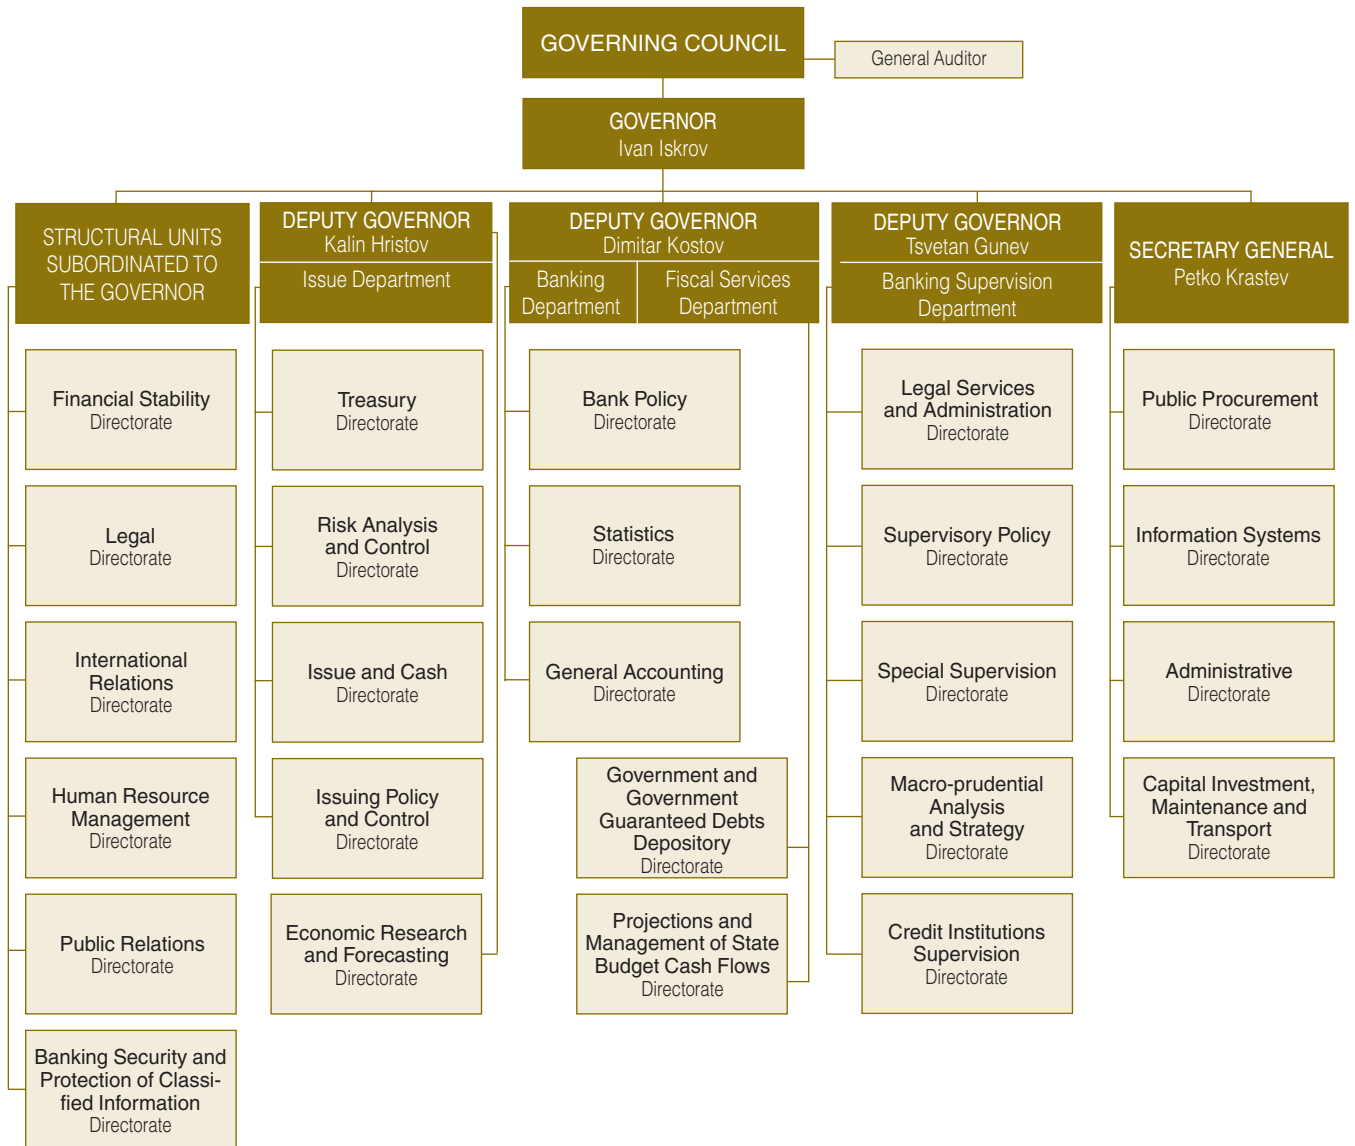 GOVERNING COUNCIL
General Auditor
GOVERNOR
Ivan Iskrov
STRUCTURAL UNITS
SUBORDINATED TO
THE GOVERNOR
Financial Stability
Directorate
Legal
Directorate
International
Relations
Directorate
Human Resource
Management
Directorate
Public Relations
Directorate
Banking Security and
Protection of Classi-
fied Information
Directorate
DEPUTY GOVERNOR
Kalin Hristov
Issue Department
Treasury
Directorate
Risk Analysis
and Control
Directorate
Issue and Cash
Directorate
Issuing Policy
and Control
Directorate
Economic Research
and Forecasting
Directorate
DEPUTY GOVERNOR
Dimitar Kostov
Banking
Department
Fiscal Services
Department
Bank Policy
Directorate
Statistics
Directorate
General Accounting
Directorate
Government and
Government
Guaranteed Debts
Depository
Directorate
Projections and
Management of State
Budget Cash Flows
Directorate
DEPUTY GOVERNOR
Tsvetan Gunev
Banking Supervision
Department
Legal Services
and Administration
Directorate
Supervisory Policy
Directorate
Special Supervision
Directorate
Macro-prudential
Analysis
and Strategy
Directorate
Credit Institutions
Supervision
Directorate
SECRETARY GENERAL
Petko Krastev
Public Procurement
Directorate
Information Systems
Directorate
Administrative
Directorate
Capital Investment,
Maintenance and
Transport
Directorate